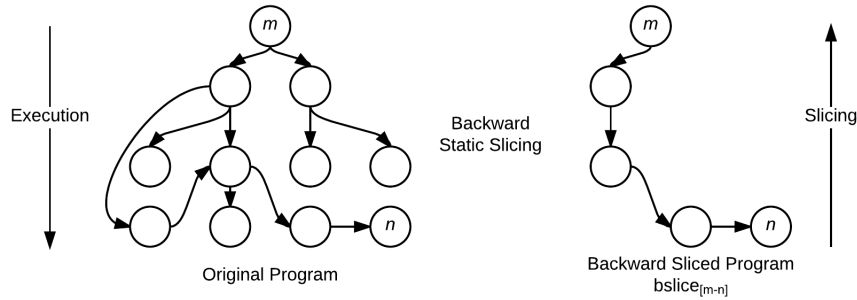 m
m
Execution
Backward
Static Slicing
Slicing
n
n
Original Program
Backward Sliced Program
bslice[m-n]